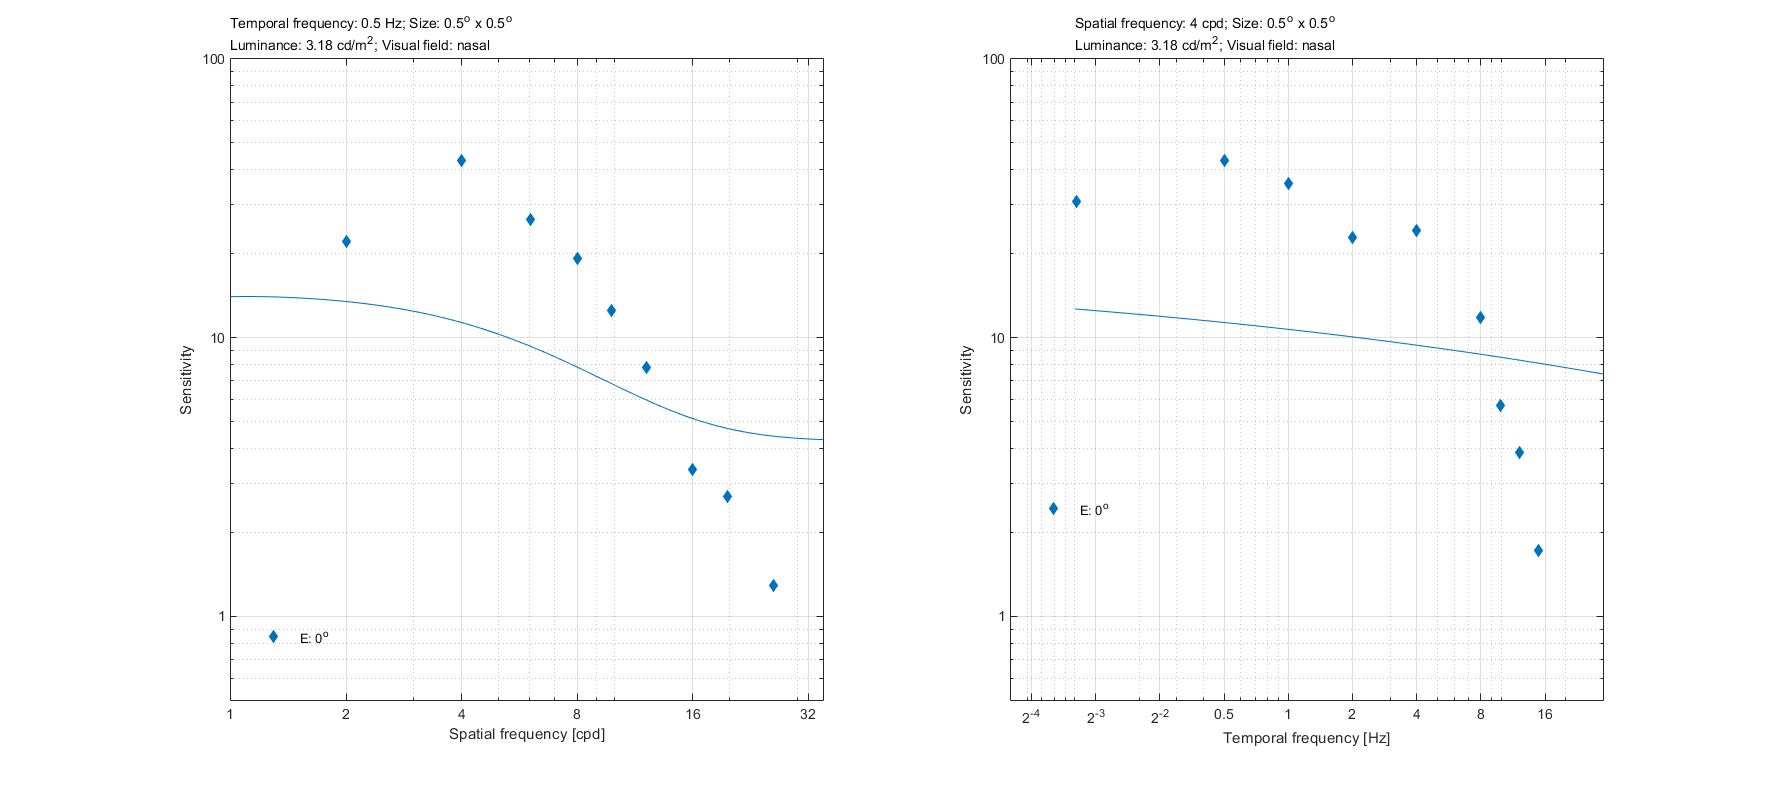 Temporal frequency: 0.5 Hz; Size: 0.5° x 0.5°
Luminance: 3.18 cd/m²; Visual field: nasal
100
10
1
Sensitivity
E: 0°
1 2 4 8 16 32
Spatial frequency [cpd]
Spatial frequency: 4 cpd; Size: 0.5° x 0.5°
Luminance: 3.18 cd/m²; Visual field: nasal
100
10
1
Sensitivity
E: 0°
2⁻⁴ 2⁻³ 2⁻² 0.5 1 2 4 8 16
Temporal frequency [Hz]